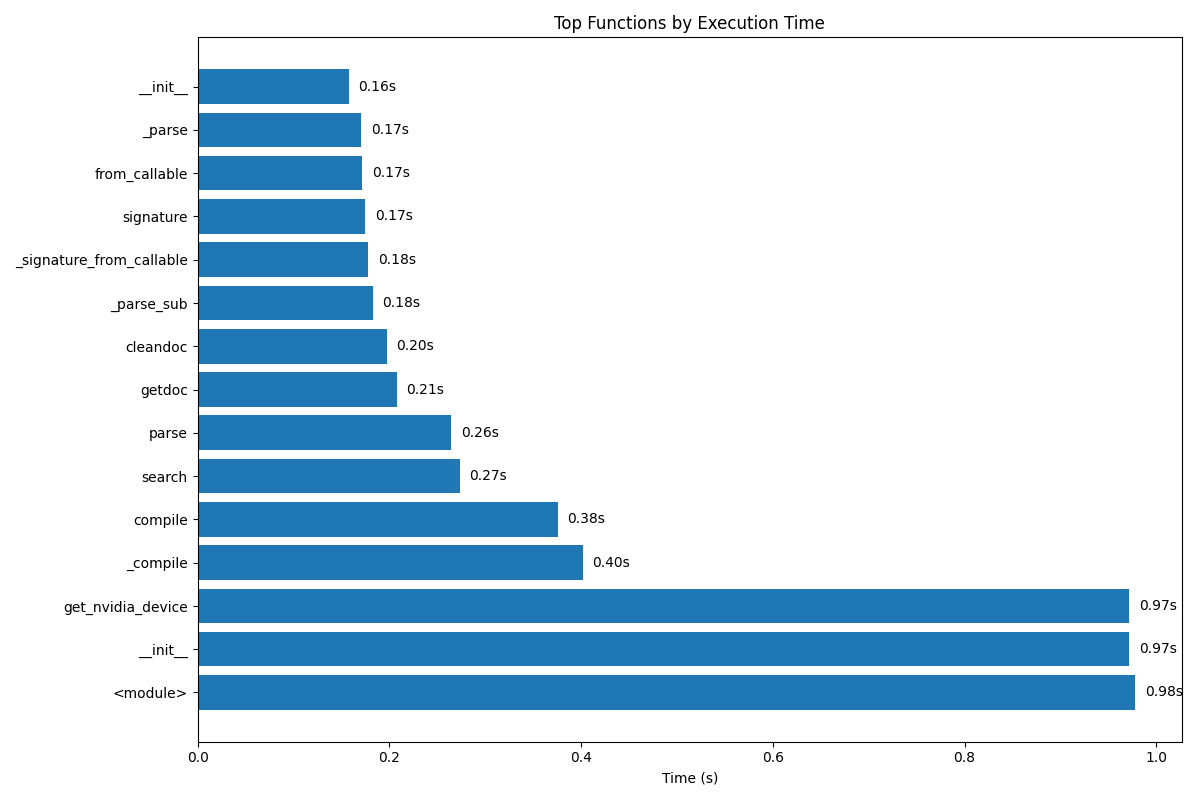 Top Functions by Execution Time
__init__ 0.16s
_parse 0.17s
from_callable 0.17s
signature 0.17s
_signature_from_callable 0.18s
_parse_sub 0.18s
cleandoc 0.20s
getdoc 0.21s
parse 0.26s
search 0.27s
compile 0.38s
_compile 0.40s
get_nvidia_device 0.97s
__init__ 0.97s
<module> 0.98s
0.0 0.2 0.4 0.6 0.8 1.0
Time (s)